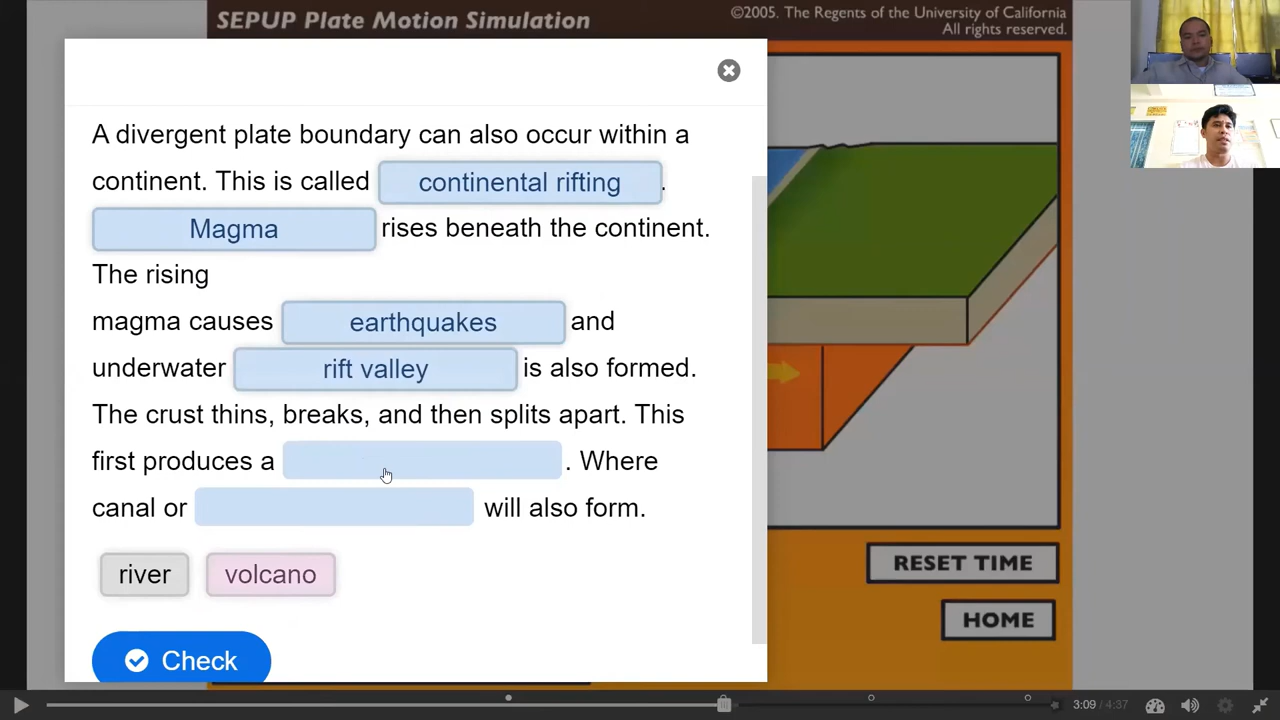 SEPUP Plate Motion Simulation
©2005. The Regents of the University of California
All rights reserved.
A divergent plate boundary can also occur within a
continent. This is called continental rifting .
Magma rises beneath the continent.
The rising
magma causes earthquakes and
underwater rift valley is also formed.
The crust thins, breaks, and then splits apart. This
first produces a . Where
canal or will also form.
river volcano
Check
RESET TIME
HOME
3:09 / 4:37